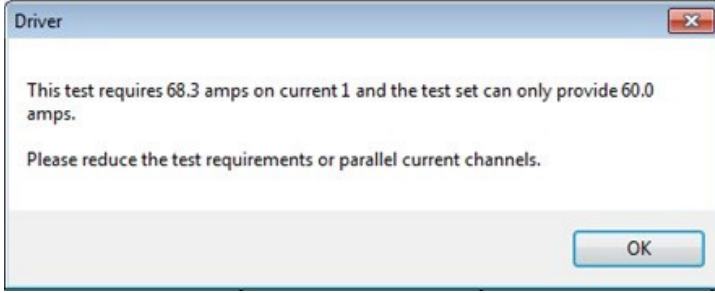 Driver
This test requires 68.3 amps on current 1 and the test set can only provide 60.0
amps.
Please reduce the test requirements or parallel current channels.
OK